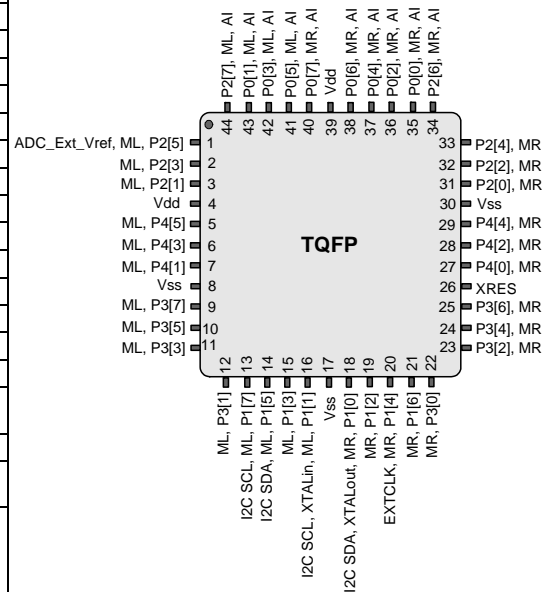 P2[7], ML, AI
P0[1], ML, AI
P0[3], ML, AI
P0[5], ML, AI
P0[7], MR, AI
Vdd
P0[6], MR, AI
P0[4], MR, AI
P0[2], MR, AI
P0[0], MR, AI
P2[6], MR, AI
44
43
42
41
40
39
38
37
36
35
34
ADC_Ext_Vref, ML, P2[5] 1
ML, P2[3] 2
ML, P2[1] 3
Vdd 4
ML, P4[5] 5
ML, P4[3] 6
ML, P4[1] 7
Vss 8
ML, P3[7] 9
ML, P3[5] 10
ML, P3[3] 11
TQFP
33 P2[4], MR
32 P2[2], MR
31 P2[0], MR
30 Vss
29 P4[4], MR
28 P4[2], MR
27 P4[0], MR
26 XRES
25 P3[6], MR
24 P3[4], MR
23 P3[2], MR
12
13
14
15
16
17
18
19
20
21
22
ML, P3[1]
I2C SCL, ML, P1[7]
I2C SDA, ML, P1[5]
ML, P1[3]
I2C SCL, XTALin, ML, P1[1]
Vss
I2C SDA, XTALout, MR, P1[0]
MR, P1[2]
EXTCLK, MR, P1[4]
MR, P1[6]
MR, P3[0]